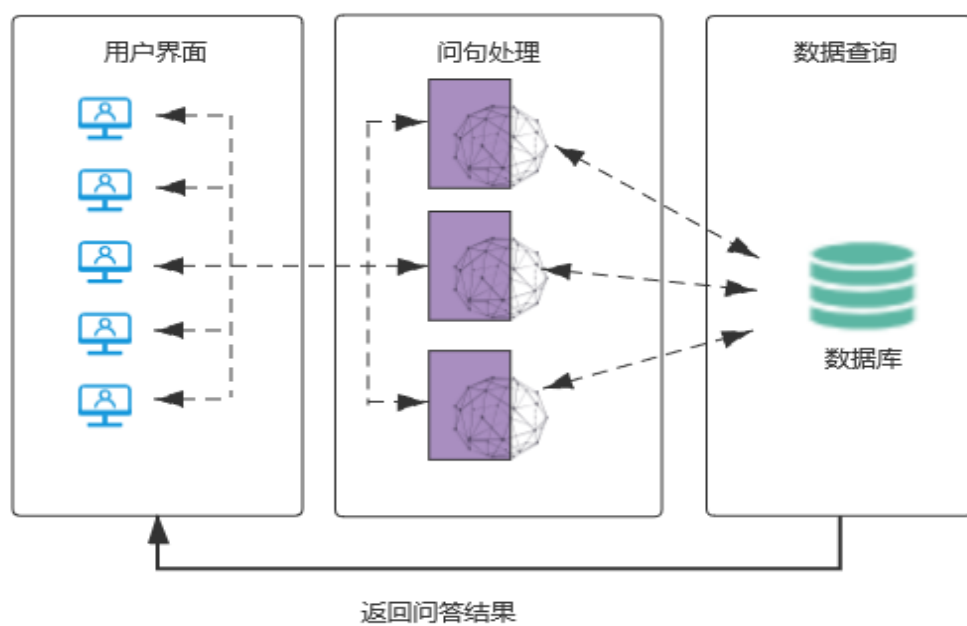 用户界面
问句处理
数据查询
数据库
返回问答结果